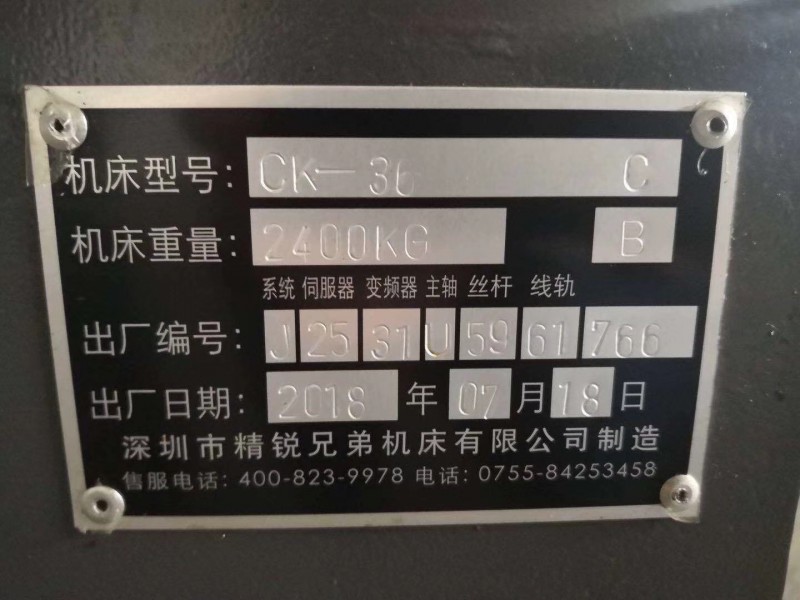 机床型号: CK-36 C
机床重量: 2400KG B
系统 伺服器 变频器 主轴 丝杆 线轨
出厂编号: J 25 31 U 59 61 766
出厂日期: 2018 年 07 月 18 日
深圳市精锐兄弟机床有限公司制造
售服电话: 400-823-9978 电话: 0755-84253458